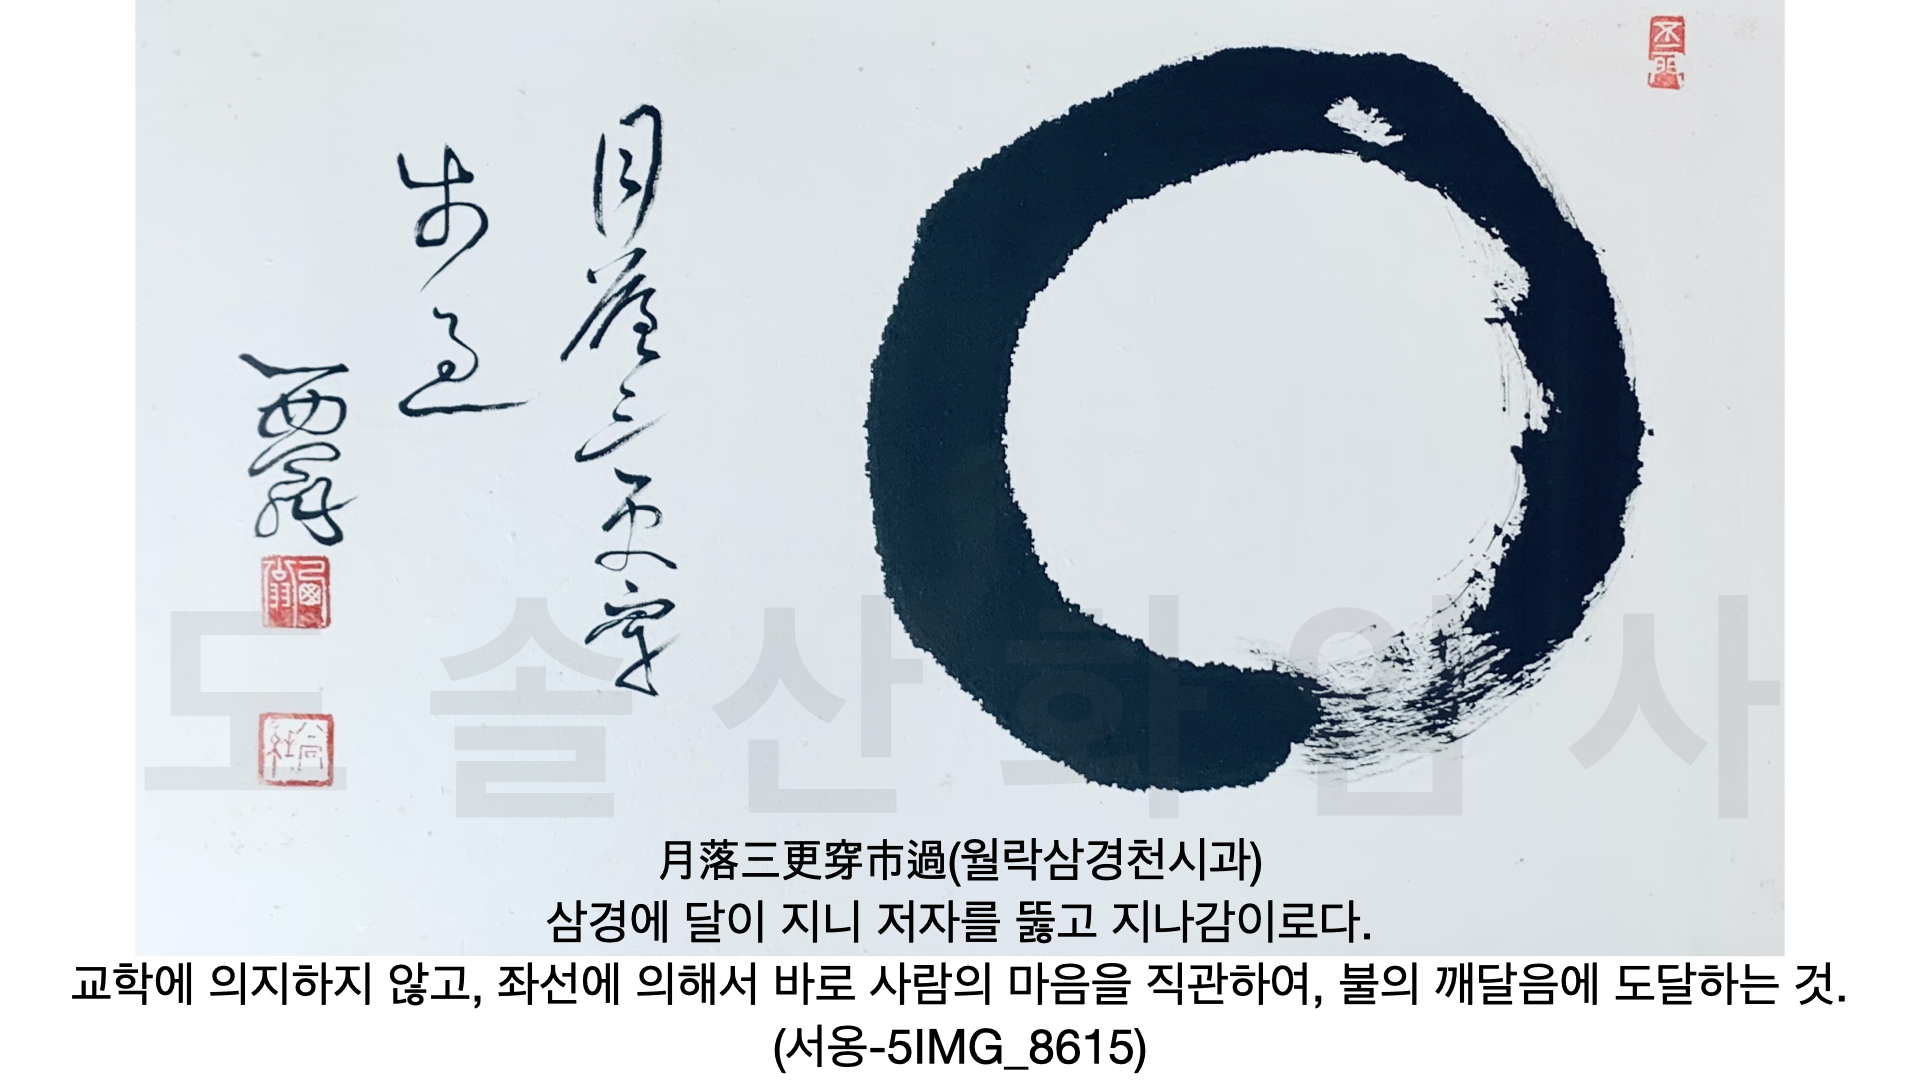 月落三更穿
市過
西翁
不二門
도솔산화인사
月落三更穿市過(월락삼경천시과)
삼경에 달이 지니 저자를 뚫고 지나감이로다.
교학에 의지하지 않고, 좌선에 의해서 바로 사람의 마음을 직관하여, 불의 깨달음에 도달하는 것.
(서옹-5IMG_8615)